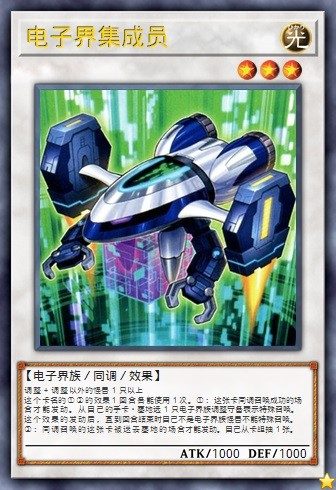 电子界集成员
光
【电子界族／同调／效果】
调整＋调整以外的怪兽1只以上
这个卡名的①②的效果1回合各能使用1次。①：这张卡同调召唤成功的场
合才能发动。从自己的手卡·墓地选1只电子界族调整守备表示特殊召唤。
这个效果的发动后，直到回合结束时自己不是电子界族怪兽不能特殊召唤。
②：同调召唤的这张卡被送去墓地的场合才能发动。自己从卡组抽1张。
ATK/1000 DEF/1000